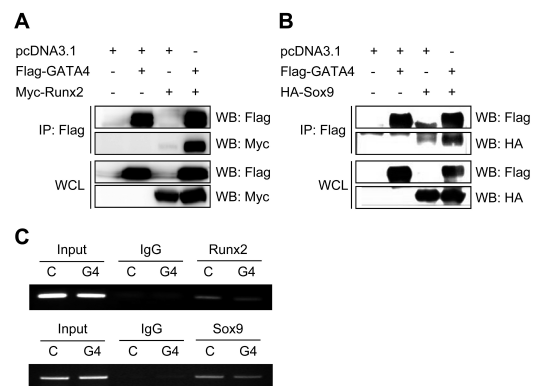 A
pcDNA3.1 + + + -
Flag-GATA4 - + - +
Myc-Runx2 - - + +
IP: Flag
WB: Flag
WB: Myc
WCL
WB: Flag
WB: Myc
B
pcDNA3.1 + + + -
Flag-GATA4 - + - +
HA-Sox9 - - + +
IP: Flag
WB: Flag
WB: HA
WCL
WB: Flag
WB: HA
C
Input IgG Runx2
C G4 C G4 C G4
Input IgG Sox9
C G4 C G4 C G4